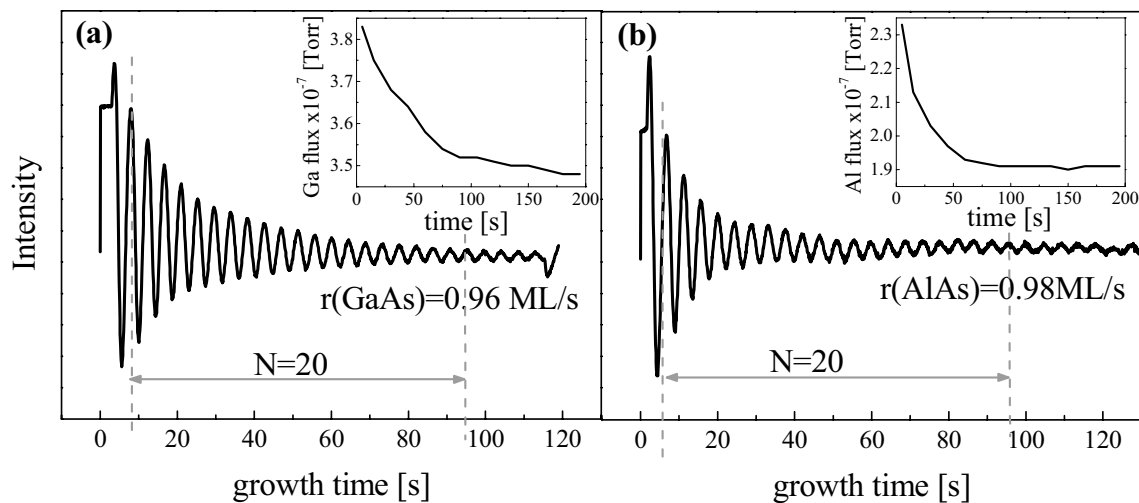 (a)
3.8
3.7
3.6
3.5
Ga flux x10⁻⁷ [Torr]
0 50 100 150 200
time [s]
Intensity
r(GaAs)=0.96 ML/s
N=20
0 20 40 60 80 100 120
growth time [s]
(b)
2.3
2.2
2.1
2.0
1.9
Al flux x10⁻⁷ [Torr]
0 50 100 150 200
time [s]
r(AlAs)=0.98ML/s
N=20
0 20 40 60 80 100 120
growth time [s]